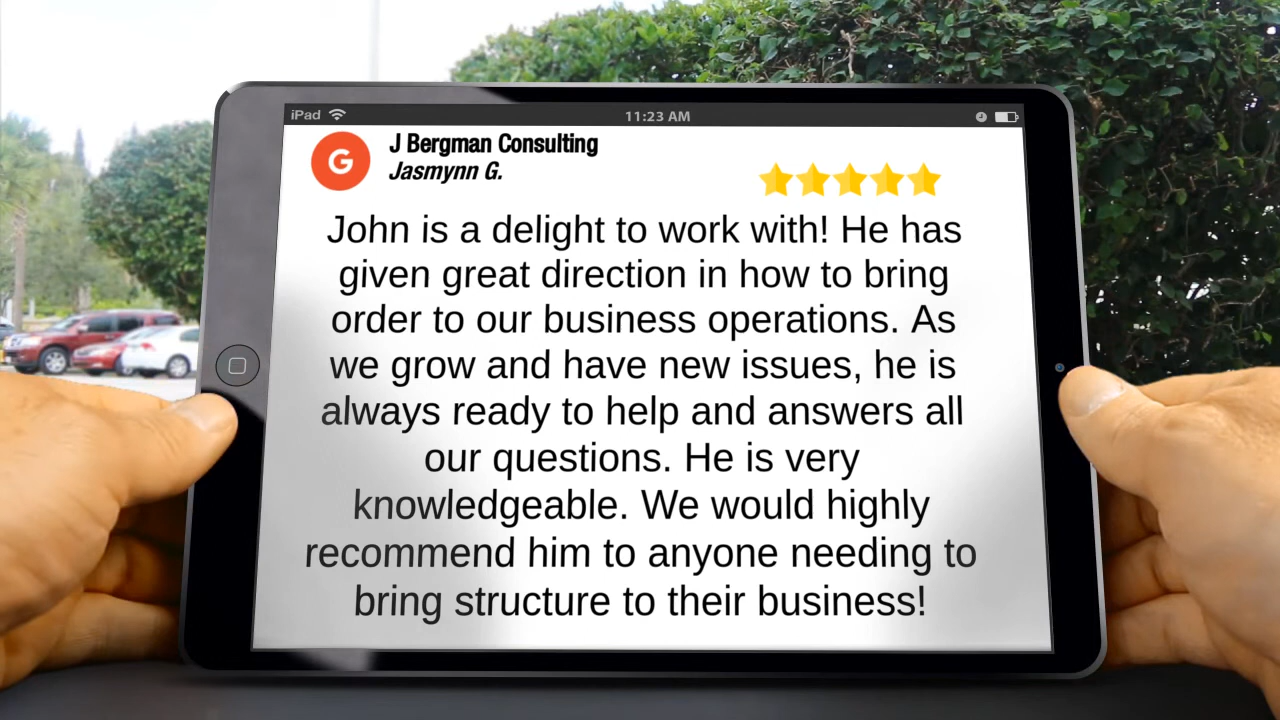 iPad 11:23 AM
G
J Bergman Consulting
Jasmynn G.
John is a delight to work with! He has
given great direction in how to bring
order to our business operations. As
we grow and have new issues, he is
always ready to help and answers all
our questions. He is very
knowledgeable. We would highly
recommend him to anyone needing to
bring structure to their business!